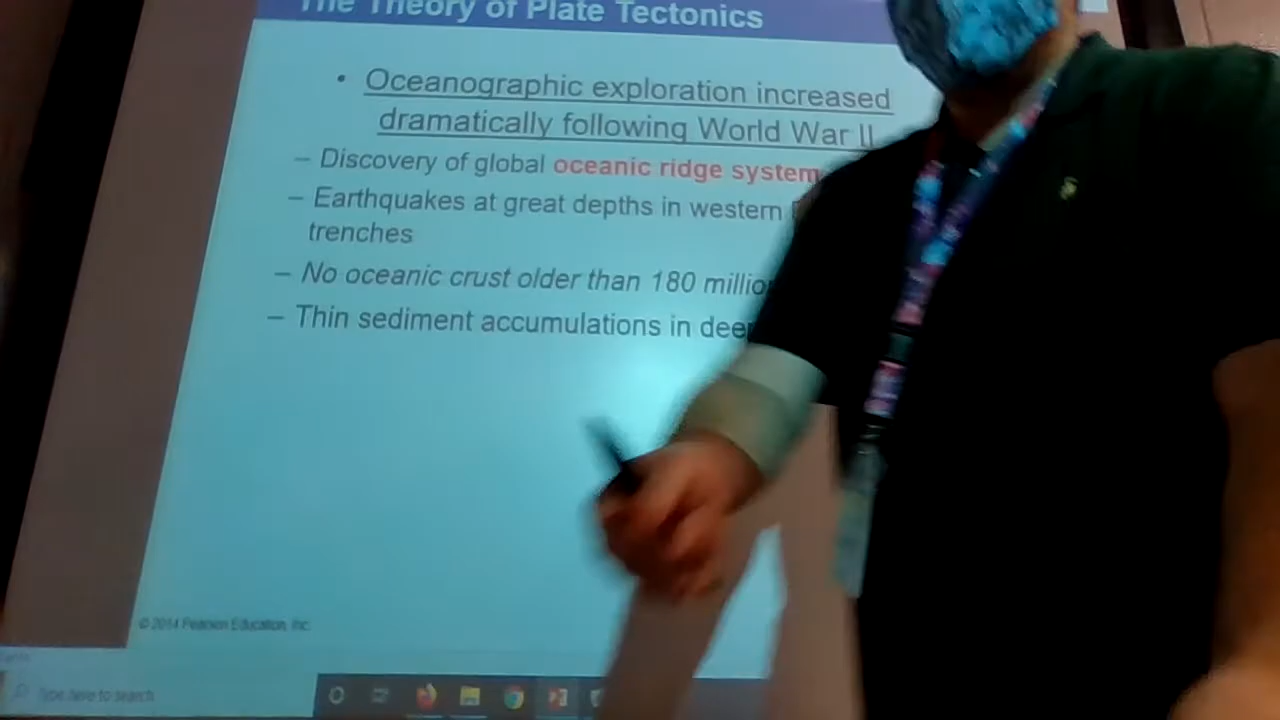 The Theory of Plate Tectonics
• Oceanographic exploration increased
dramatically following World War II
– Discovery of global oceanic ridge system
– Earthquakes at great depths in western
trenches
– No oceanic crust older than 180 million
– Thin sediment accumulations in deep
© 2014 Pearson Education, Inc.
Type here to search